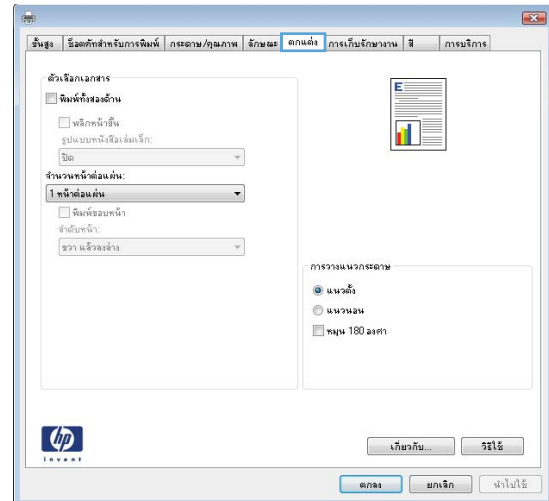 ขั้นสูง ช็อตคัทสำหรับการพิมพ์ กระดาษ/คุณภาพ ลักษณะ ตกแต่ง การเก็บรักษางาน สี การบริการ
ตัวเลือกเอกสาร
พิมพ์ทั้งสองด้าน
พลิกหน้าขึ้น
รูปแบบหนังสือเล่มเล็ก:
ปิด
จำนวนหน้าต่อแผ่น:
1 หน้าต่อแผ่น
พิมพ์ขอบหน้า
ลำดับหน้า:
ขวา แล้วลงล่าง
E
การวางแนวกระดาษ
แนวตั้ง
แนวนอน
หมุน 180 องศา
hp
invent
เกี่ยวกับ... วิธีใช้
ตกลง ยกเลิก นำไปใช้